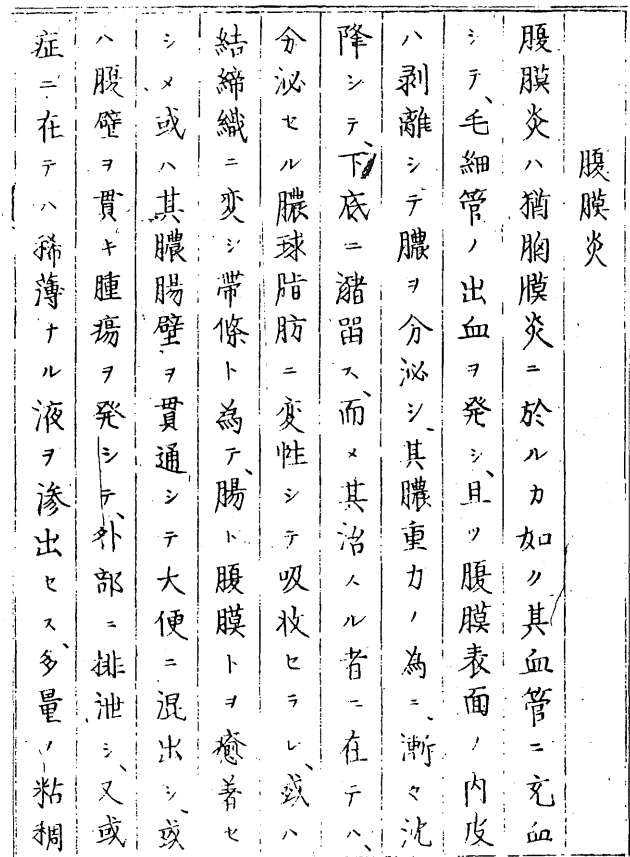 腹膜炎
腹膜炎ハ猶胸膜炎ニ於ルカ如ク其血管ニ充血
シテ、毛細管ノ出血ヲ発シ、且ツ腹膜表面ノ内皮
ハ剥離シテ膿ヲ分泌シ、其膿重力ノ為ニ、漸々沈
降シテ、下底ニ瀦畄ス、而メ其治スル者ニ在テハ、
分泌セル膿球脂肪ニ変性シテ吸收セラレ、或ハ
結締織ニ変シ帯條ト為テ、腸ト腹膜トヲ癒著セ
シメ或ハ其膿腸壁ヲ貫通シテ大便ニ混出シ、或
ハ腹壁ヲ貫キ腫瘍ヲ発シテ、外部ニ排泄シ、又或
症ニ在テハ稀薄ナル液ヲ滲出セス、多量ノ粘稠